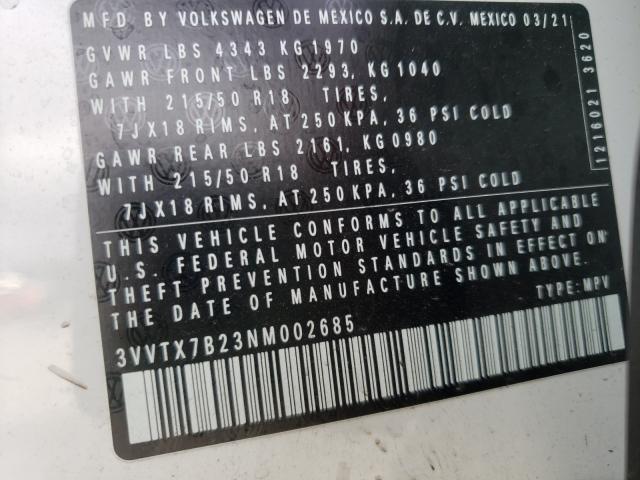 MFD. BY VOLKSWAGEN DE MEXICO S.A. DE C.V. MEXICO 03/21
GVWR LBS 4343 KG 1970
GAWR FRONT LBS 2293, KG 1040
WITH 215/50 R18 TIRES,
7JX18 RIMS, AT 250 KPA, 36 PSI COLD
GAWR REAR LBS 2161, KG 0980
WITH 215/50 R18 TIRES,
7JX18 RIMS, AT 250 KPA, 36 PSI COLD
THIS VEHICLE CONFORMS TO ALL APPLICABLE
U.S. FEDERAL MOTOR VEHICLE SAFETY AND
THEFT PREVENTION STANDARDS IN EFFECT ON
DATE OF MANUFACTURE SHOWN ABOVE.
3VVTX7B23NM002685
TYPE: MPV
1216021 3620